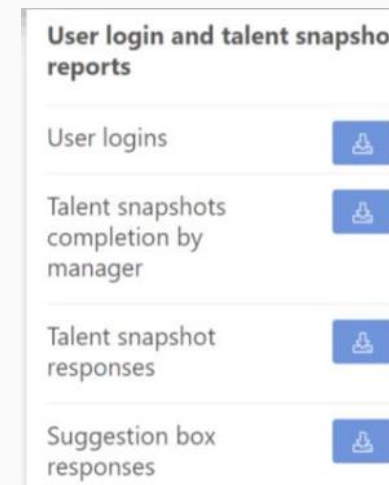 User login and talent snapsho
reports
User logins
Talent snapshots
completion by
manager
Talent snapshot
responses
Suggestion box
responses